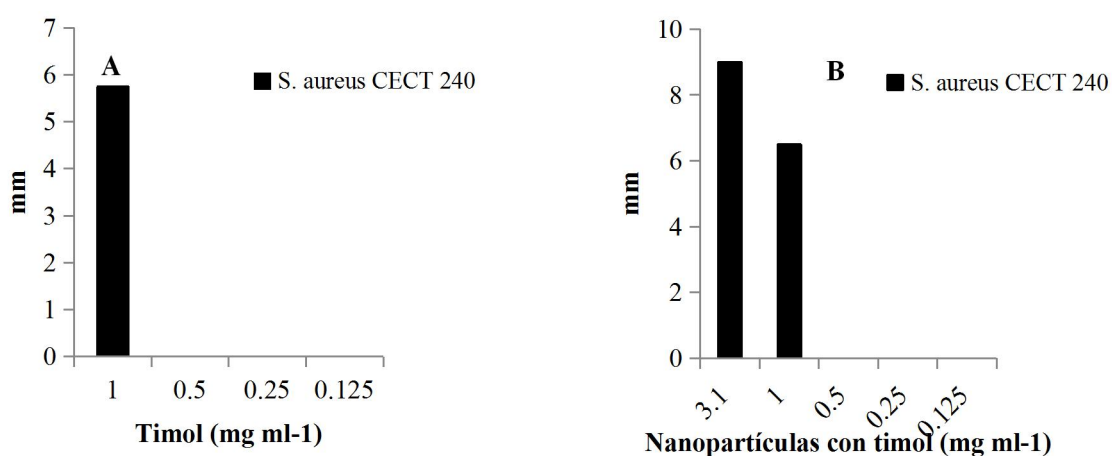 7
6
5
4
3
2
1
0
mm
A
S. aureus CECT 240
1 0.5 0.25 0.125
Timol (mg ml-1)
10
8
6
4
2
0
mm
B
S. aureus CECT 240
3.1 1 0.5 0.25 0.125
Nanopartículas con timol (mg ml-1)